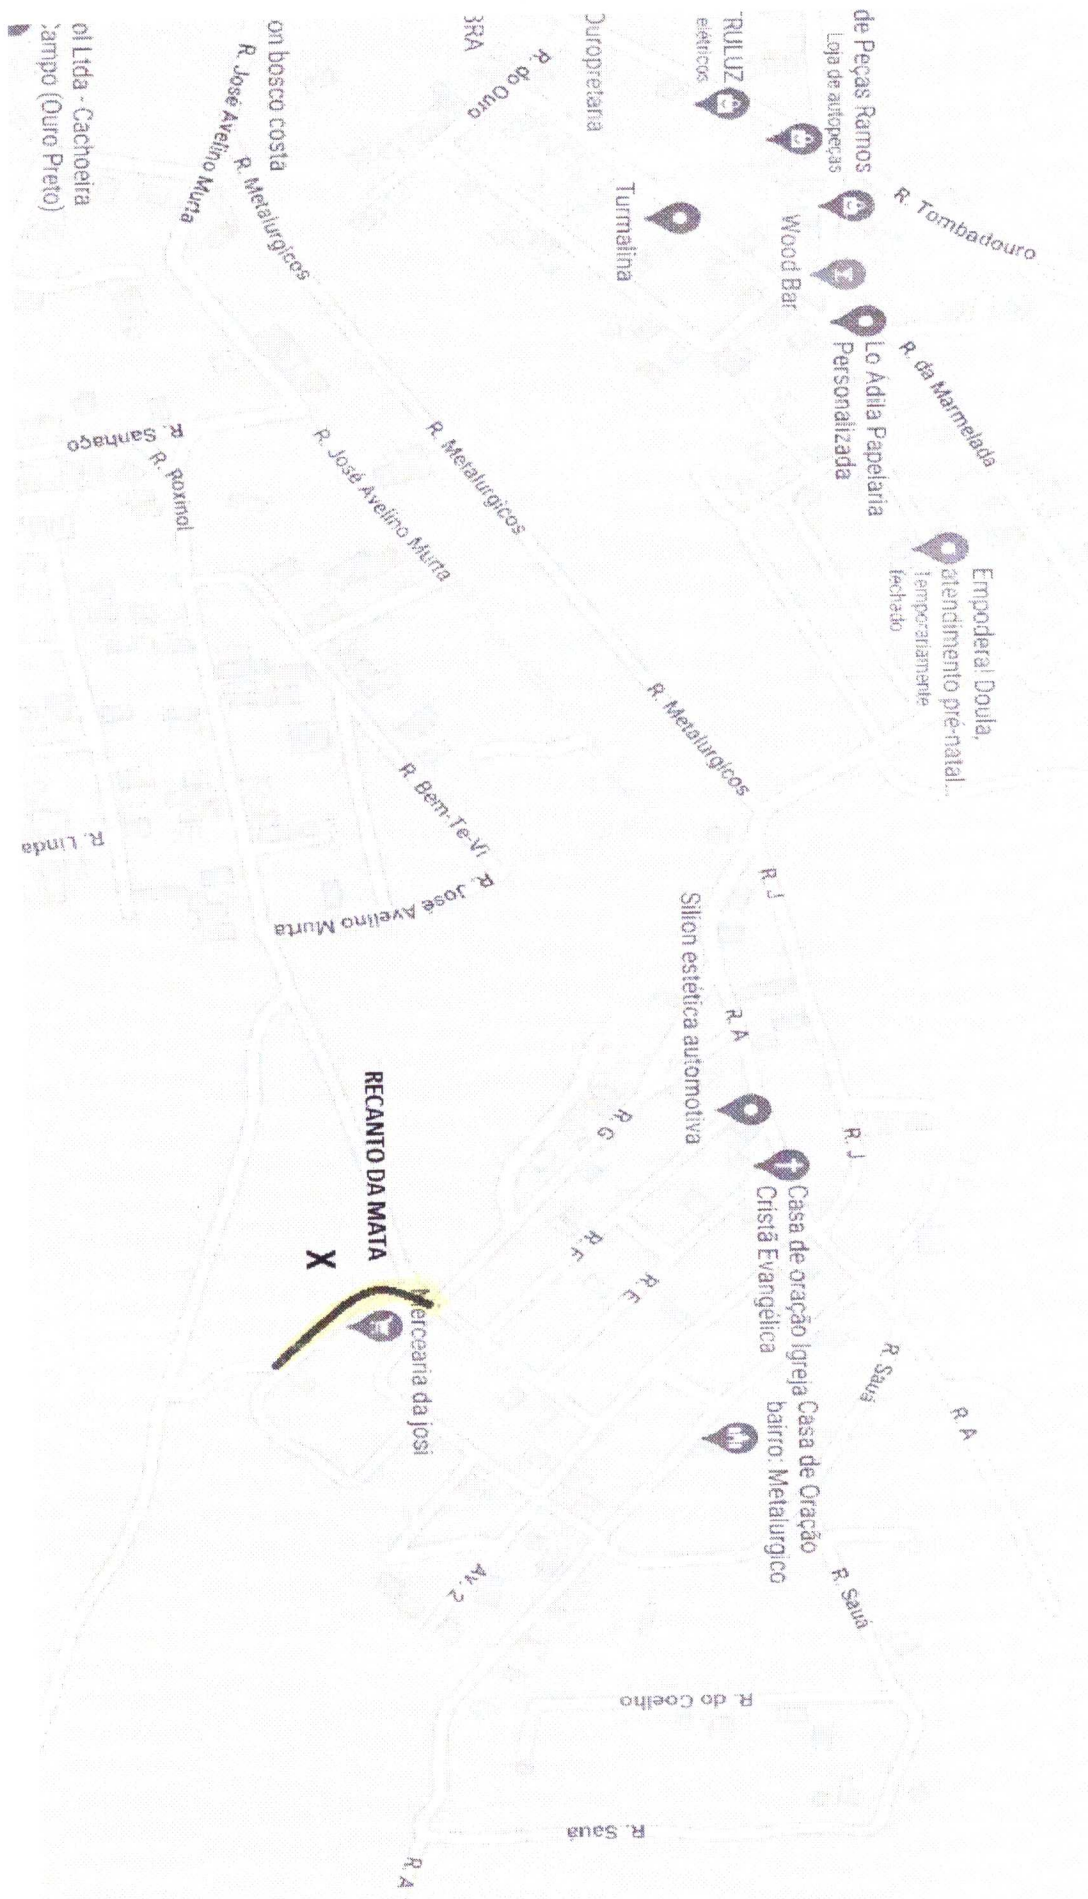 de Peças Ramos
Loja de autopeças
R. Tombadouro
R. da Marmelada
TRULUZ
elétricos
Wood Bar
Lo Ádila Papelaria
Personalizada
Empoderai Doula,
atendimento pré-natal...
Temporariamente
fechado
Ouropretana
Turmalina
BRA
R. do Ouro
on bosco costa
R. José Avelino Murta
R. Metalurgicos
R. Metalurgicos
R. Metalurgicos
ol Ltda - Cachoeira
Campo (Ouro Preto)
R. José Avelino Murta
R. Sanhaço
R. Roxinol
R. Bem-Te-Vi
R. José Avelino Murta
R. Linda
R. J
R. A
R. J
Silion estética automotiva
Casa de oração Igreja
Cristã Evangélica
Casa de Oração
bairro: Metalurgico
R. G
R. F
R. E
R. Sauá
R. A
R. Sauá
RECANTO DA MATA
X
Mercearia da josi
Av. 2
R. do Coelho
R. Sauá
R. A